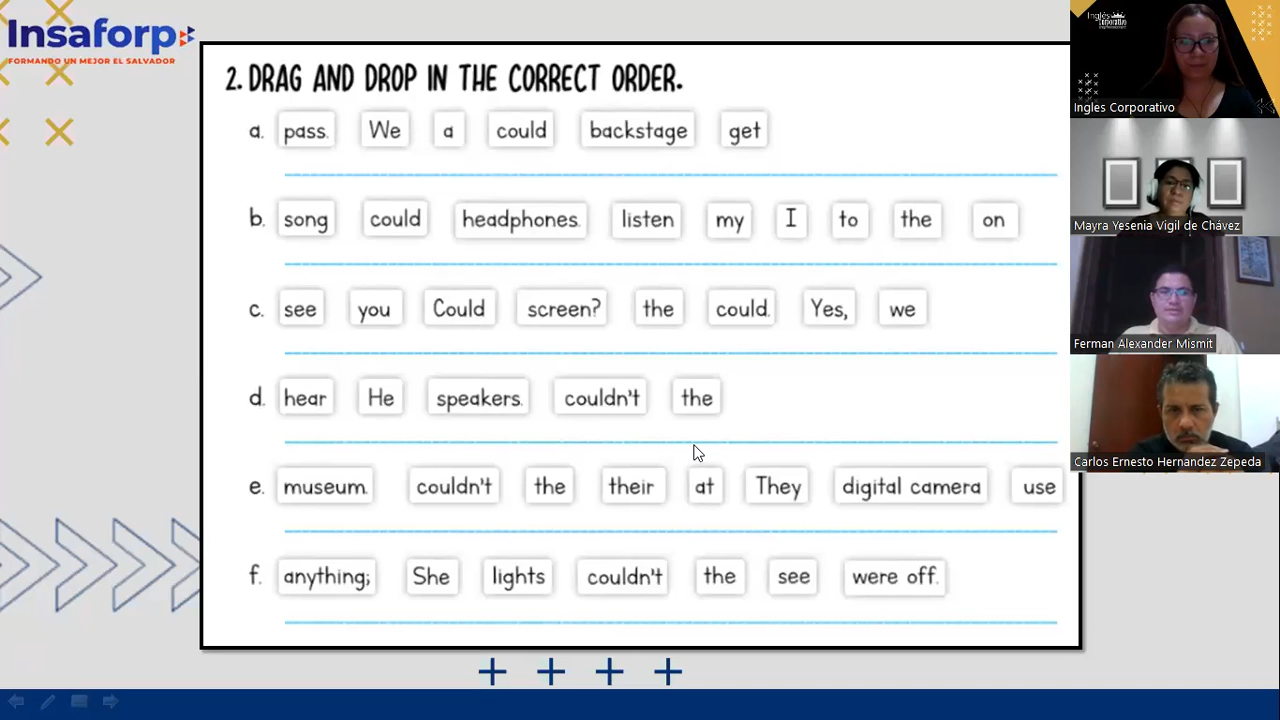 Insaforp
FORMANDO UN MEJOR EL SALVADOR
2. DRAG AND DROP IN THE CORRECT ORDER.
a. pass. We a could backstage get
b. song could headphones. listen my I to the on
c. see you Could screen? the could. Yes, we
d. hear He speakers. couldn't the
e. museum. couldn't the their at They digital camera use
f. anything; She lights couldn't the see were off.
Inglés
Corporativo
Ingles Corporativo
Mayra Yesenia Vigil de Chávez
Ferman Alexander Mismit
Carlos Ernesto Hernandez Zepeda